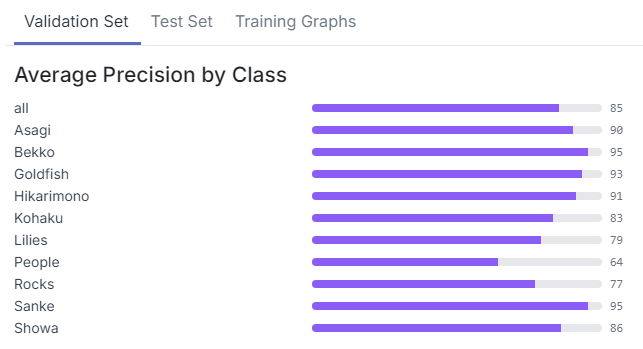 Validation Set Test Set Training Graphs
Average Precision by Class
all 85
Asagi 90
Bekko 95
Goldfish 93
Hikarimono 91
Kohaku 83
Lilies 79
People 64
Rocks 77
Sanke 95
Showa 86